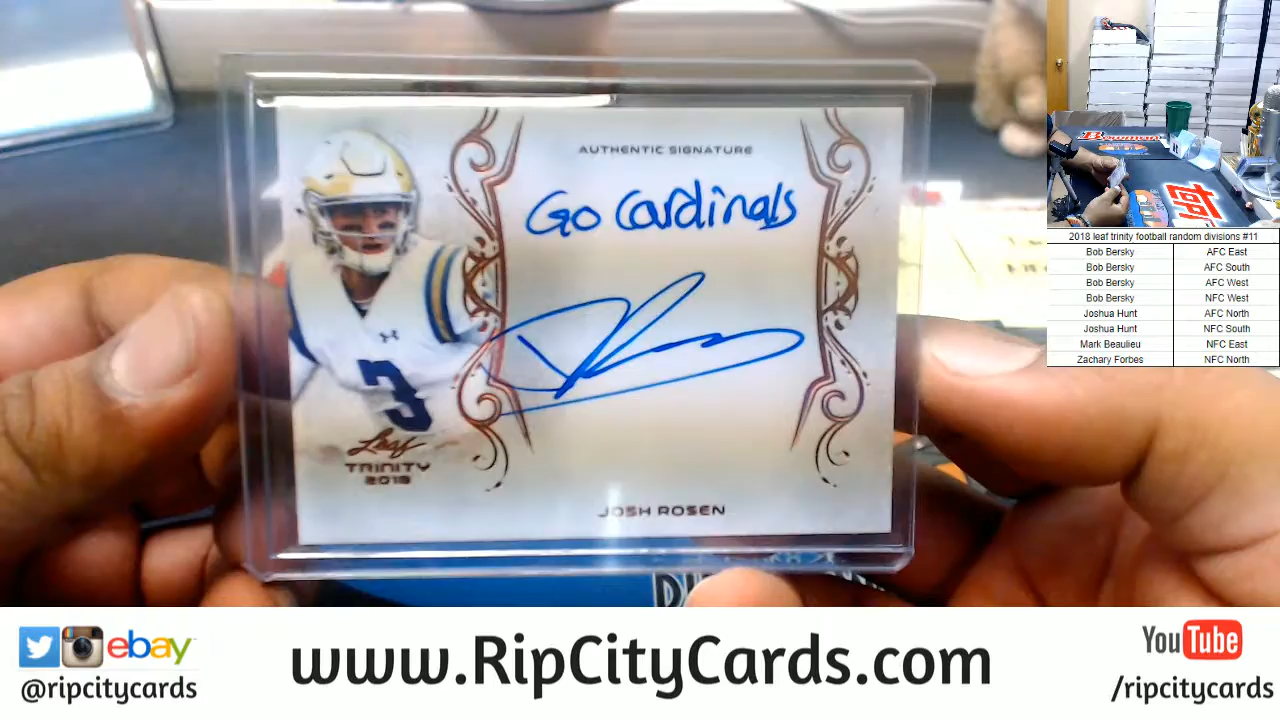 AUTHENTIC SIGNATURE
Go Cardinals
3
Leaf
TRINITY
2018
JOSH ROSEN
Bowman
2018 leaf trinity football random divisions #11
Bob Bersky AFC East
Bob Bersky AFC South
Bob Bersky AFC West
Bob Bersky NFC West
Joshua Hunt AFC North
Joshua Hunt NFC South
Mark Beaulieu NFC East
Zachary Forbes NFC North
ebay
@ripcitycards
www.RipCityCards.com
YouTube
/ripcitycards